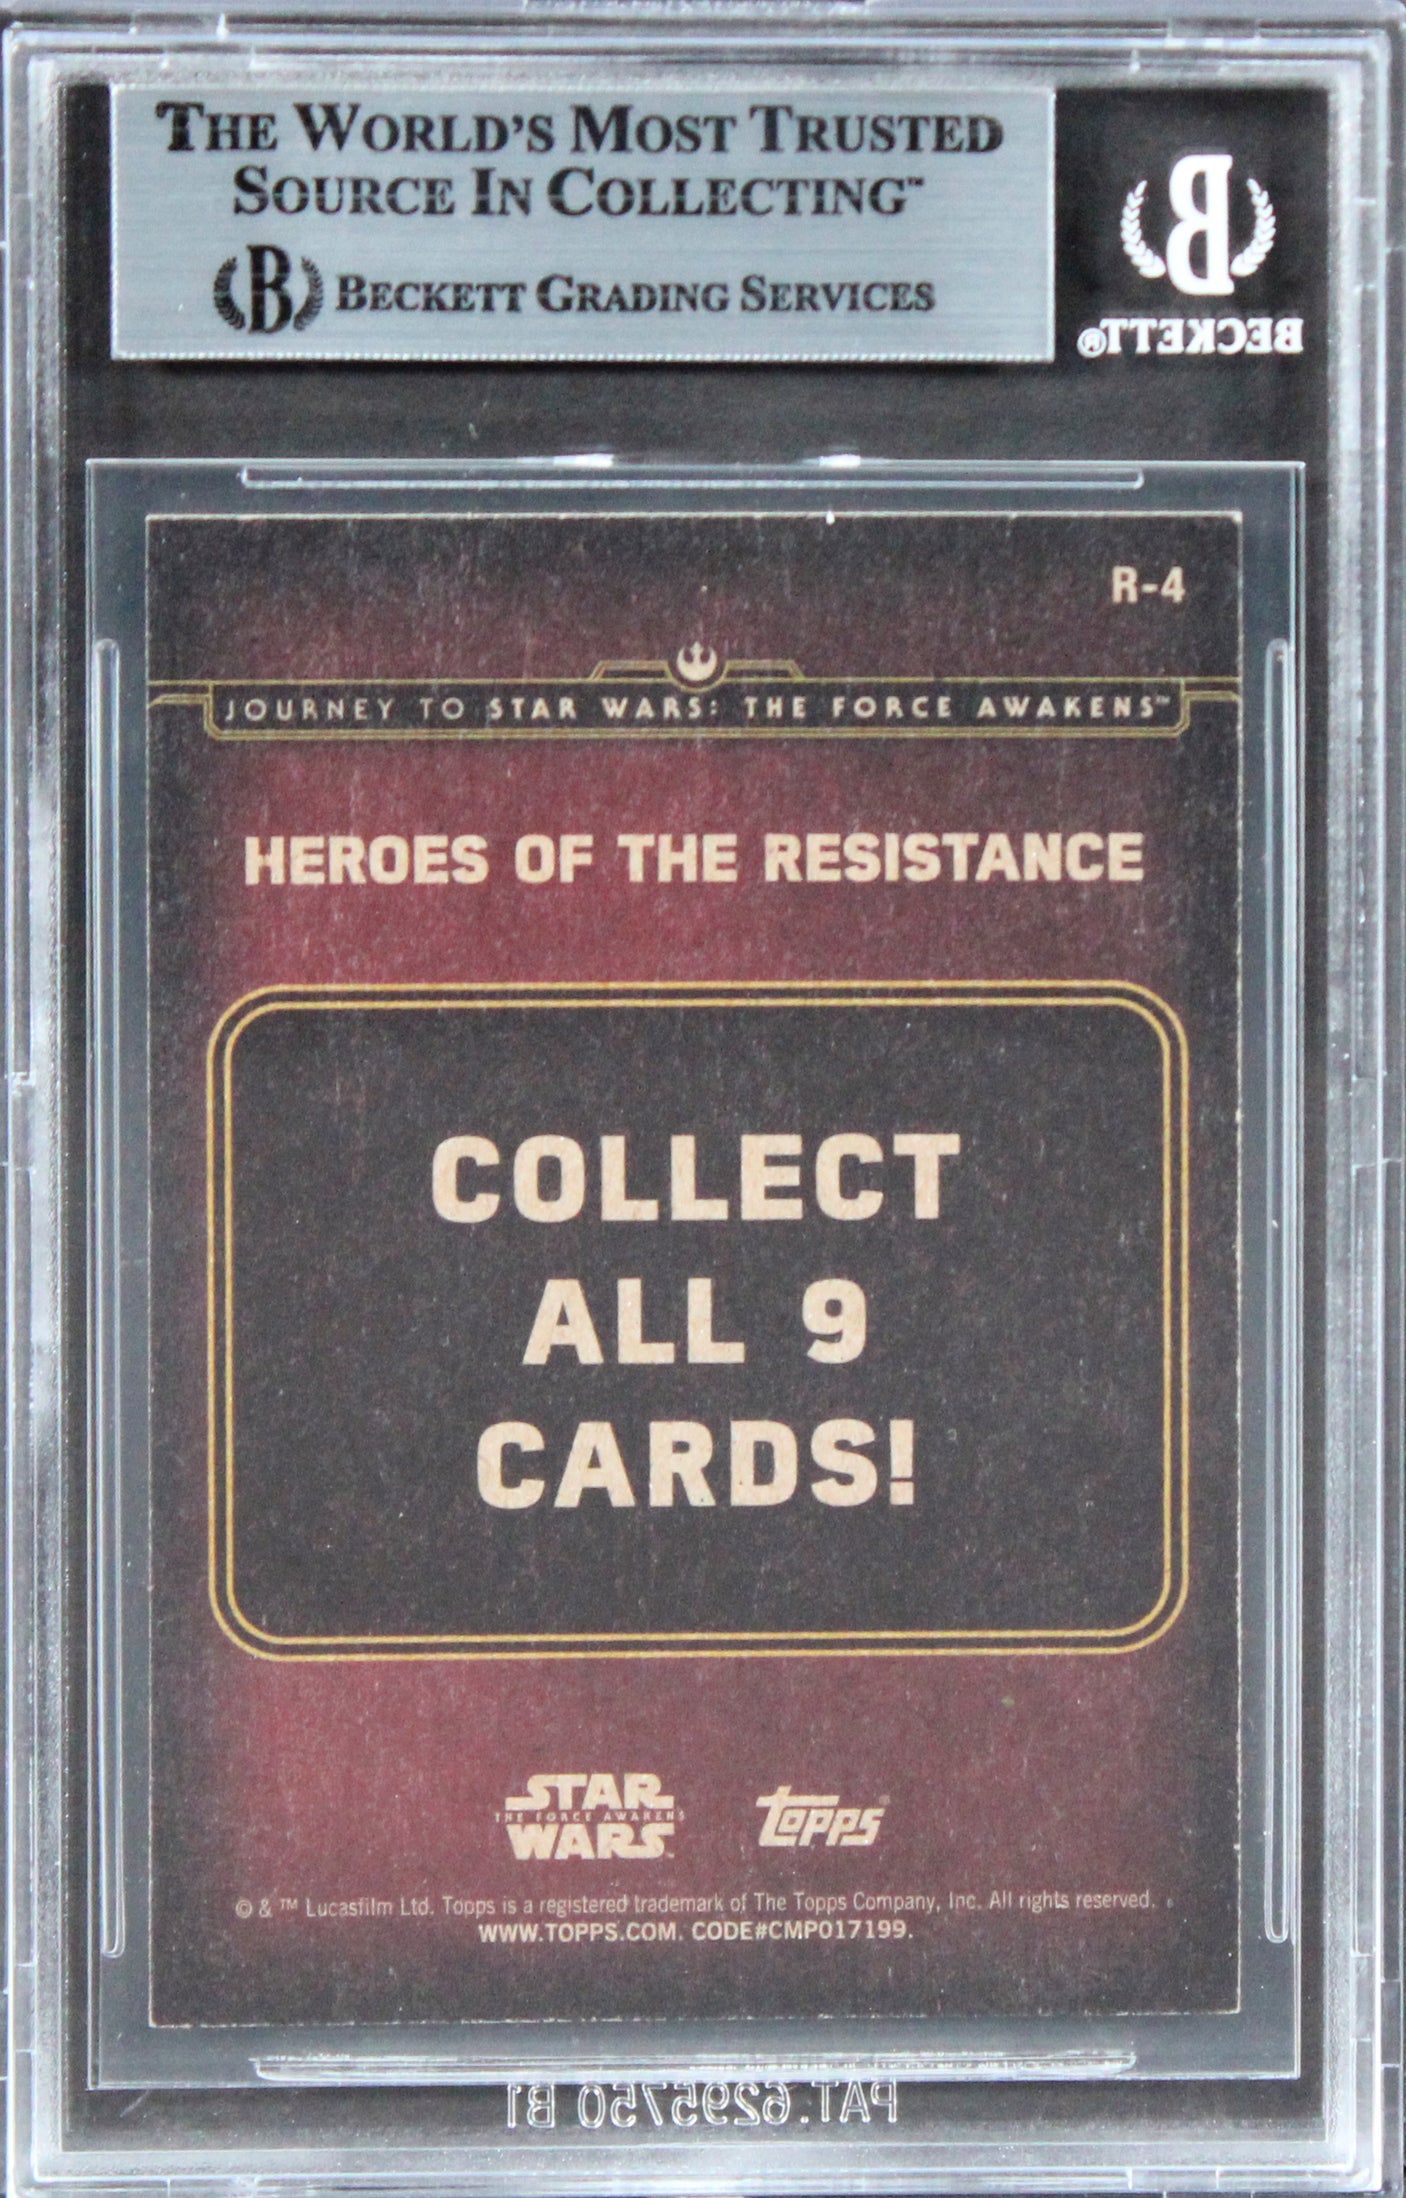 THE WORLD'S MOST TRUSTED
SOURCE IN COLLECTING™
B BECKETT GRADING SERVICES
B
BECKETT®
R-4
JOURNEY TO STAR WARS: THE FORCE AWAKENS™
HEROES OF THE RESISTANCE
COLLECT
ALL 9
CARDS!
STAR
THE FORCE AWAKENS
WARS
topps®
© & ™ Lucasfilm Ltd. Topps is a registered trademark of The Topps Company, Inc. All rights reserved.
WWW.TOPPS.COM. CODE#CMP017199.
PAT.6295750 B1